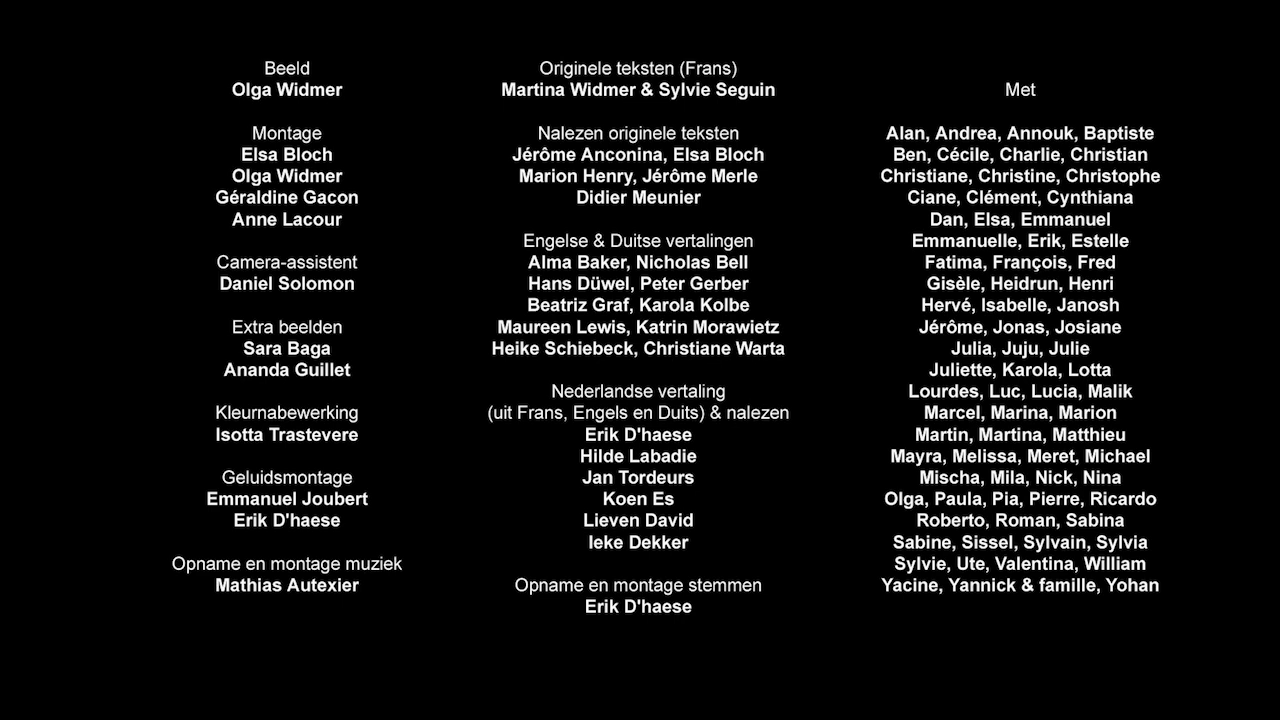 Beeld
Olga Widmer
Montage
Elsa Bloch
Olga Widmer
Géraldine Gacon
Anne Lacour
Camera-assistent
Daniel Solomon
Extra beelden
Sara Baga
Ananda Guillet
Kleurnabewerking
Isotta Trastevere
Geluidsmontage
Emmanuel Joubert
Erik D'haese
Opname en montage muziek
Mathias Autexier
Originele teksten (Frans)
Martina Widmer & Sylvie Seguin
Nalezen originele teksten
Jérôme Anconina, Elsa Bloch
Marion Henry, Jérôme Merle
Didier Meunier
Engelse & Duitse vertalingen
Alma Baker, Nicholas Bell
Hans Düwel, Peter Gerber
Beatriz Graf, Karola Kolbe
Maureen Lewis, Katrin Morawietz
Heike Schiebeck, Christiane Warta
Nederlandse vertaling
(uit Frans, Engels en Duits) & nalezen
Erik D'haese
Hilde Labadie
Jan Tordeurs
Koen Es
Lieven David
Ieke Dekker
Opname en montage stemmen
Erik D'haese
Met
Alan, Andrea, Annouk, Baptiste
Ben, Cécile, Charlie, Christian
Christiane, Christine, Christophe
Ciane, Clément, Cynthiana
Dan, Elsa, Emmanuel
Emmanuelle, Erik, Estelle
Fatima, François, Fred
Gisèle, Heidrun, Henri
Hervé, Isabelle, Janosh
Jérôme, Jonas, Josiane
Julia, Juju, Julie
Juliette, Karola, Lotta
Lourdes, Luc, Lucia, Malik
Marcel, Marina, Marion
Martin, Martina, Matthieu
Mayra, Melissa, Meret, Michael
Mischa, Mila, Nick, Nina
Olga, Paula, Pia, Pierre, Ricardo
Roberto, Roman, Sabina
Sabine, Sissel, Sylvain, Sylvia
Sylvie, Ute, Valentina, William
Yacine, Yannick & famille, Yohan